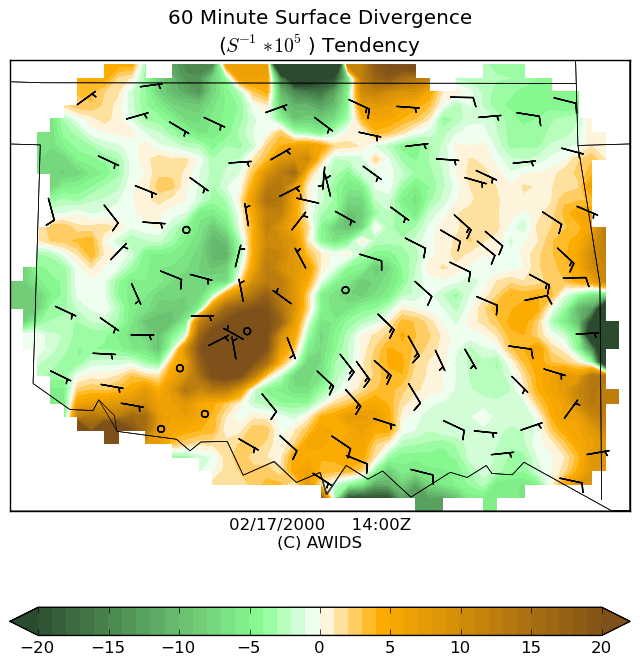 60 Minute Surface Divergence
(S⁻¹ *10⁵ ) Tendency
02/17/2000 14:00Z
(C) AWIDS
−20 −15 −10 −5 0 5 10 15 20